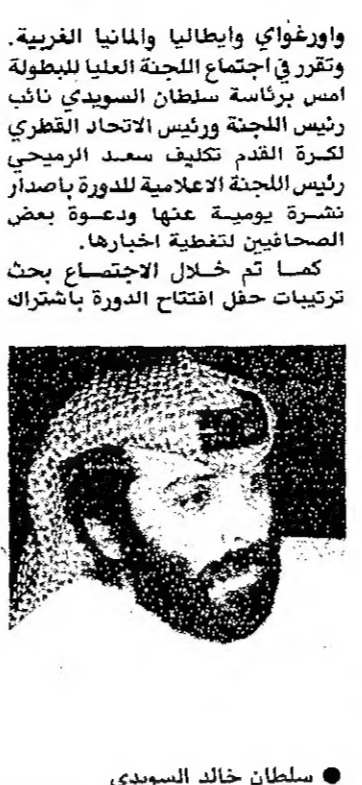 واورغواي وايطاليا والمانيا الغربية.
وتقرر في اجتماع اللجنة العليا للبطولة
امس برئاسة سلطان السويدي نائب
رئيس اللجنة ورئيس الاتحاد القطري
لكرة القدم تكليف سعد الرميحي
رئيس اللجنة الاعلامية للدورة باصدار
نشرة يومية عنها ودعوة بعض
الصحافيين لتغطية اخبارها.
كما تم خلال الاجتماع بحث
ترتيبات حفل افتتاح الدورة باشتراك
● سلطان خالد السويدي